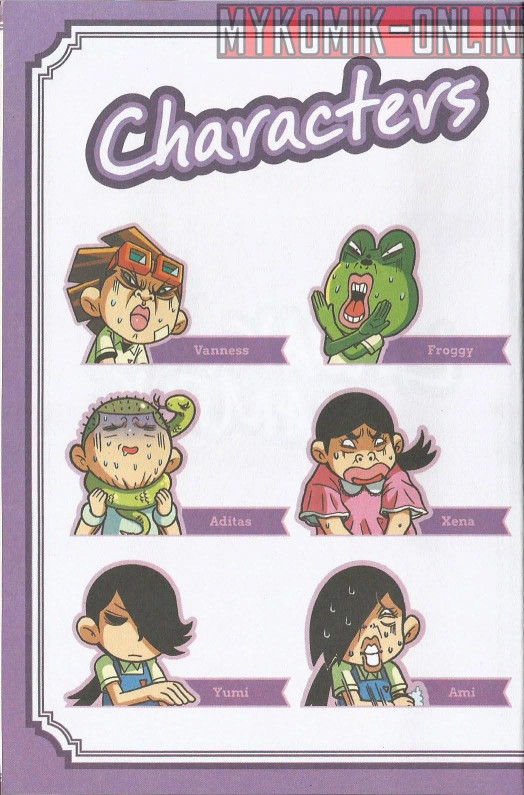 MYKOMIK-ONLIN
Characters
Vanness
Froggy
Aditas
Xena
Yumi
Ami